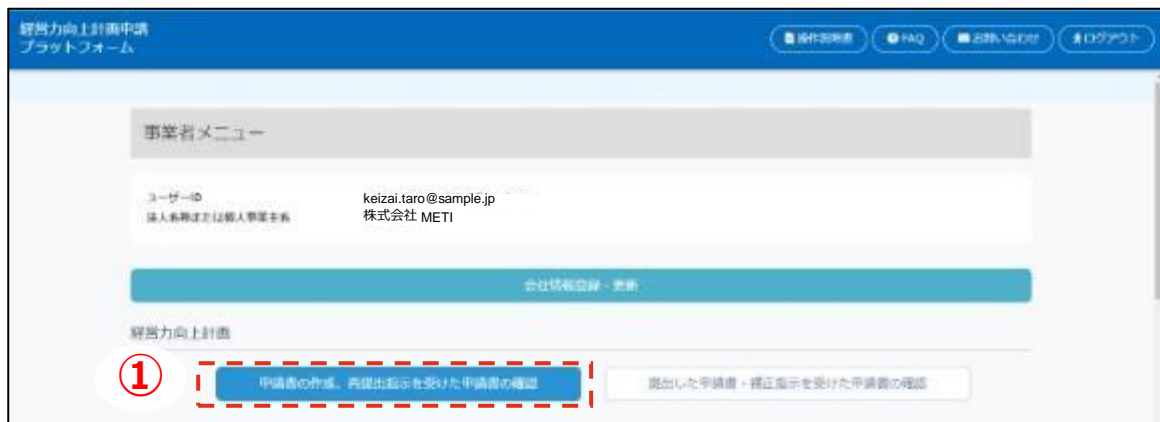 経営力向上計画申請
プラットフォーム
操作説明書 FAQ お問い合わせ ログアウト
事業者メニュー
ユーザーID keizai.taro@sample.jp
法人名称または個人事業主名 株式会社 METI
会社情報登録・更新
経営力向上計画
① 申請書の作成、再提出指示を受けた申請書の確認 提出した申請書・補正指示を受けた申請書の確認